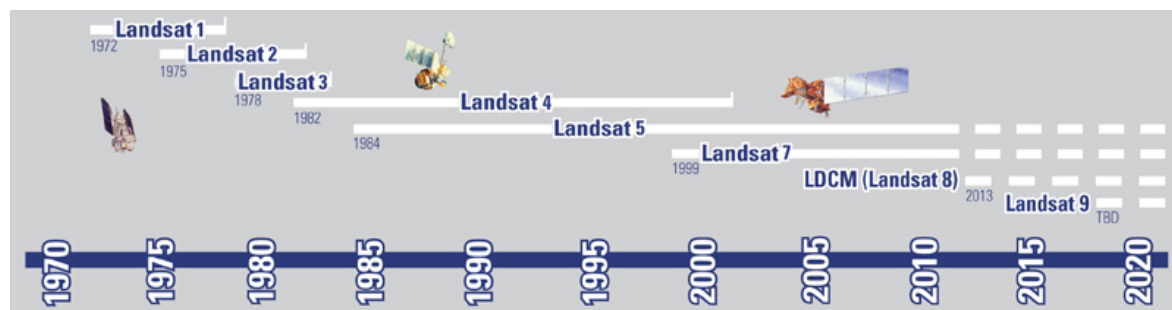 Landsat 1
1972
Landsat 2
1975
Landsat 3
1978
Landsat 4
1982
Landsat 5
1984
Landsat 7
1999
LDCM (Landsat 8)
2013
Landsat 9
TBD
1970
1975
1980
1985
1990
1995
2000
2005
2010
2015
2020